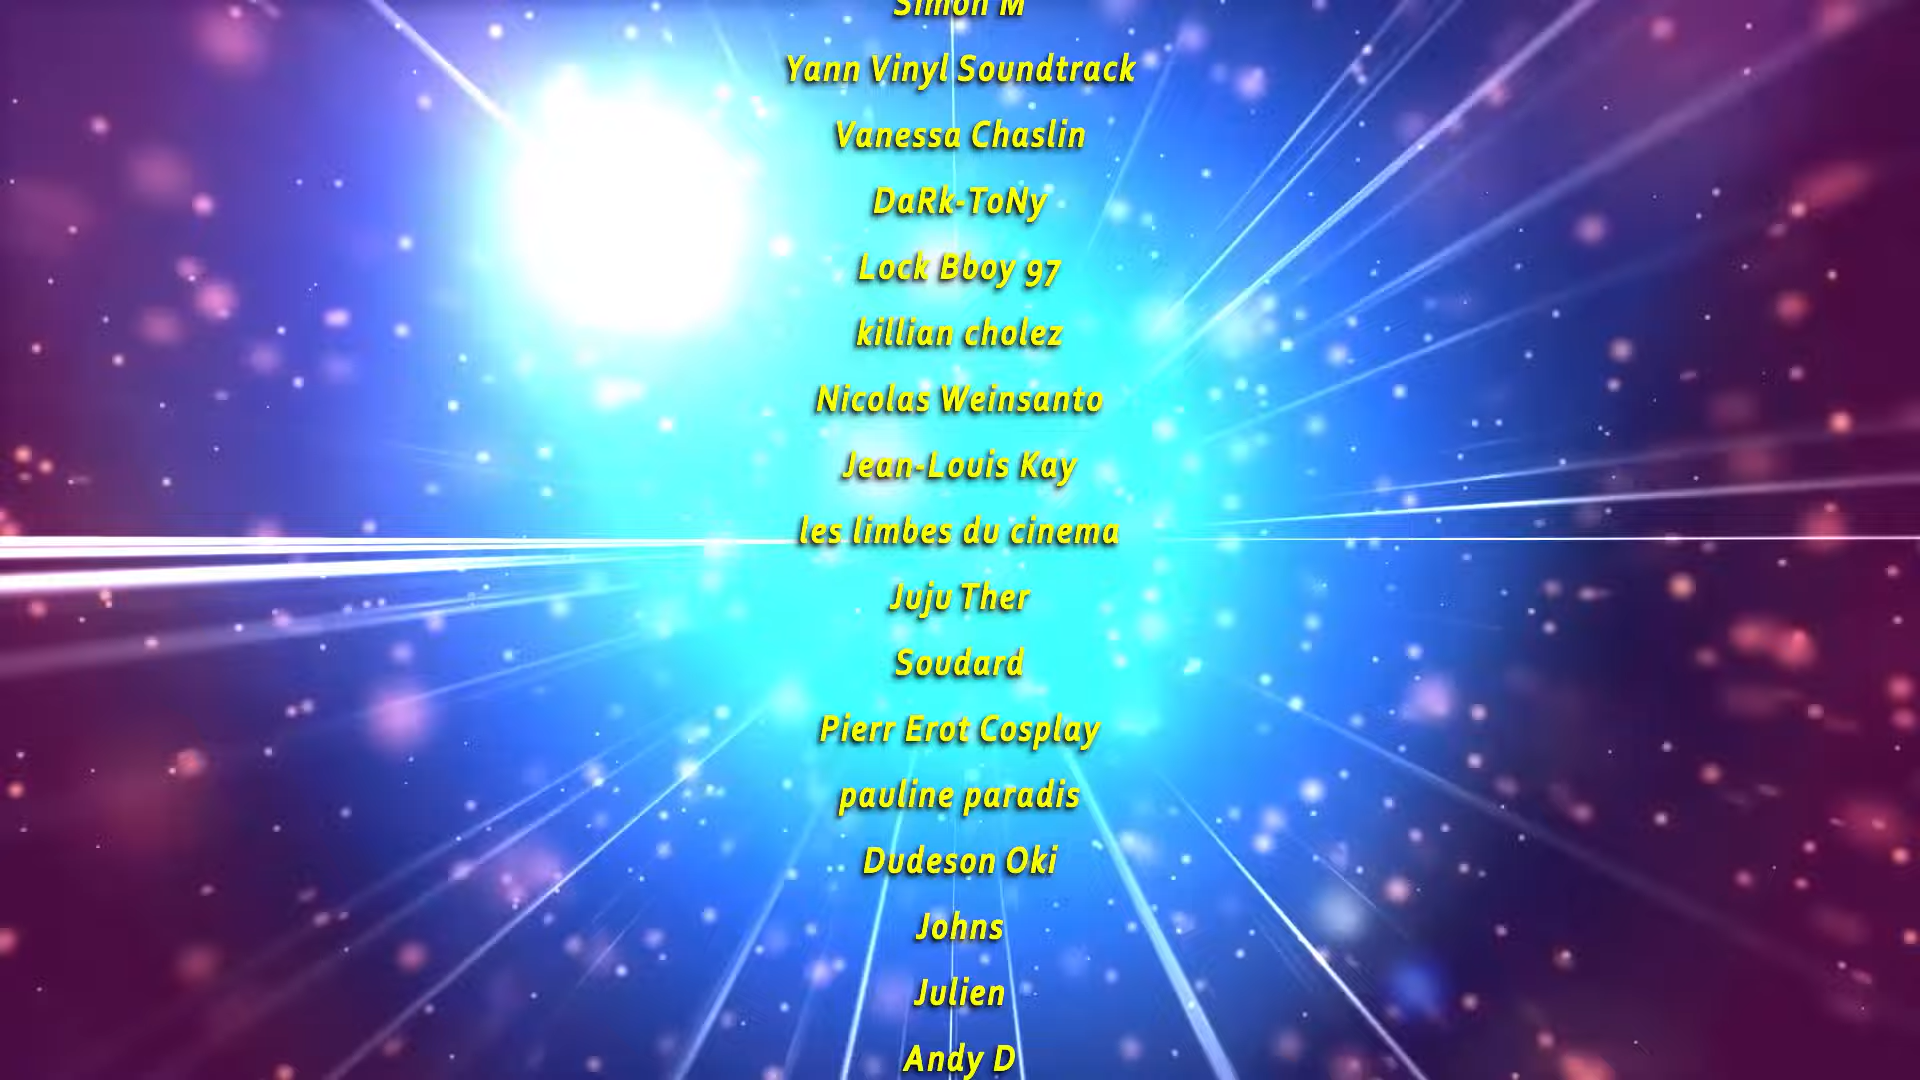 Simon M
Yann Vinyl Soundtrack
Vanessa Chaslin
DaRk-ToNy
Lock Bboy 97
killian cholez
Nicolas Weinsanto
Jean-Louis Kay
les limbes du cinema
Juju Ther
Soudard
Pierr Erot Cosplay
pauline paradis
Dudeson Oki
Johns
Julien
Andy D